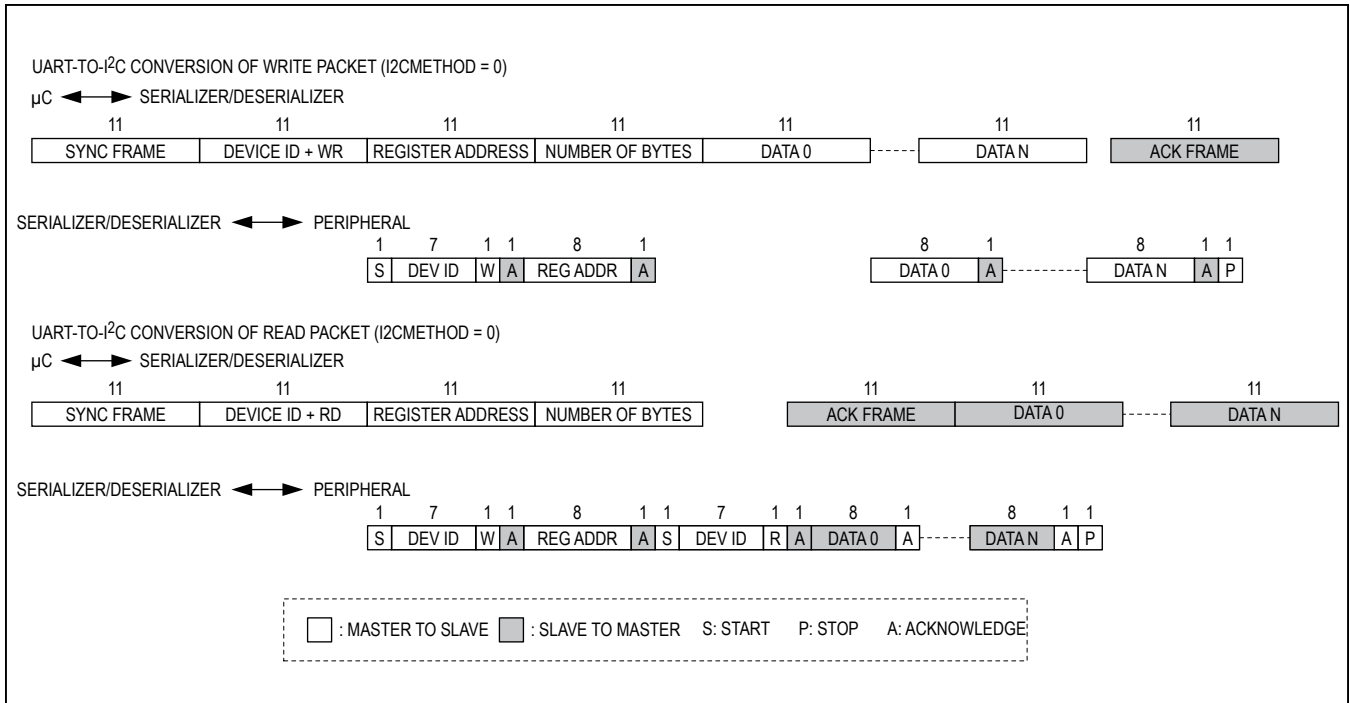 UART-TO-I2C CONVERSION OF WRITE PACKET (I2CMETHOD = 0)
µC SERIALIZER/DESERIALIZER
11 11 11 11 11 11 11
SYNC FRAME DEVICE ID + WR REGISTER ADDRESS NUMBER OF BYTES DATA 0 DATA N ACK FRAME
SERIALIZER/DESERIALIZER PERIPHERAL
1 7 1 1 8 1 8 1 8 1 1
S DEV ID W A REG ADDR A DATA 0 A DATA N A P
UART-TO-I2C CONVERSION OF READ PACKET (I2CMETHOD = 0)
µC SERIALIZER/DESERIALIZER
11 11 11 11 11 11 11
SYNC FRAME DEVICE ID + RD REGISTER ADDRESS NUMBER OF BYTES ACK FRAME DATA 0 DATA N
SERIALIZER/DESERIALIZER PERIPHERAL
1 7 1 1 8 1 1 7 1 1 8 1 8 1 1
S DEV ID W A REG ADDR A S DEV ID R A DATA 0 A DATA N A P
: MASTER TO SLAVE : SLAVE TO MASTER S: START P: STOP A: ACKNOWLEDGE